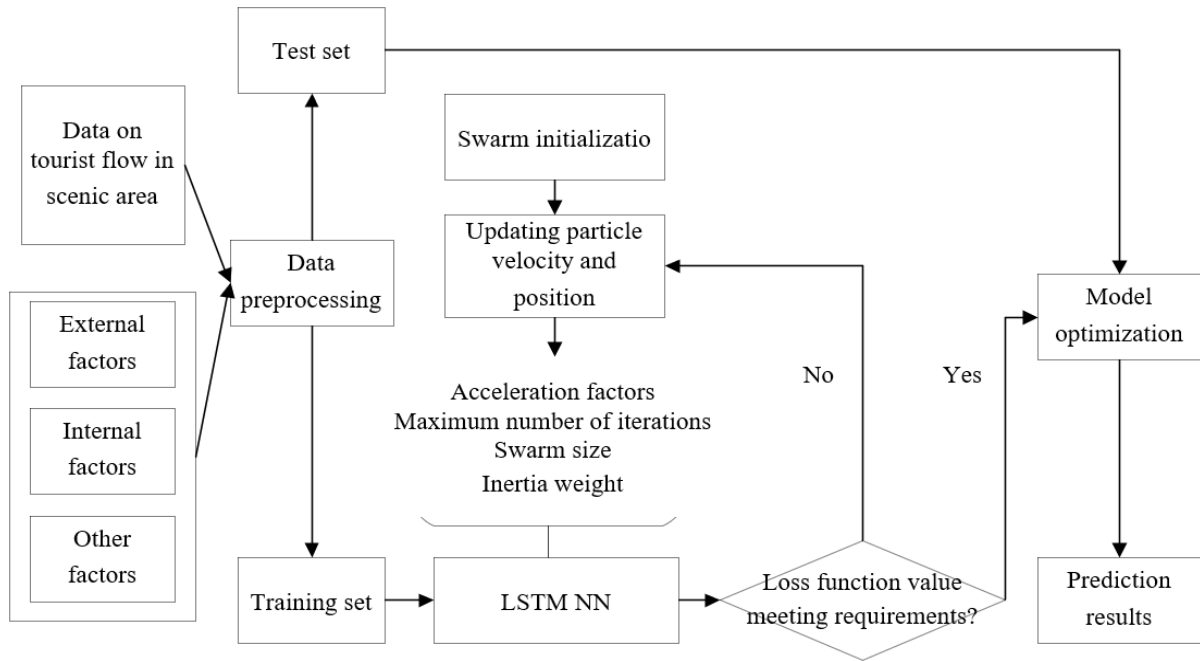 Test set
Data on
tourist flow in
scenic area
Swarm initializatio
Updating particle
velocity and
position
Data
preprocessing
External
factors
Internal
factors
Other
factors
Acceleration factors
Maximum number of iterations
Swarm size
Inertia weight
No
Yes
Model
optimization
Training set
LSTM NN
Loss function value
meeting requirements?
Prediction
results